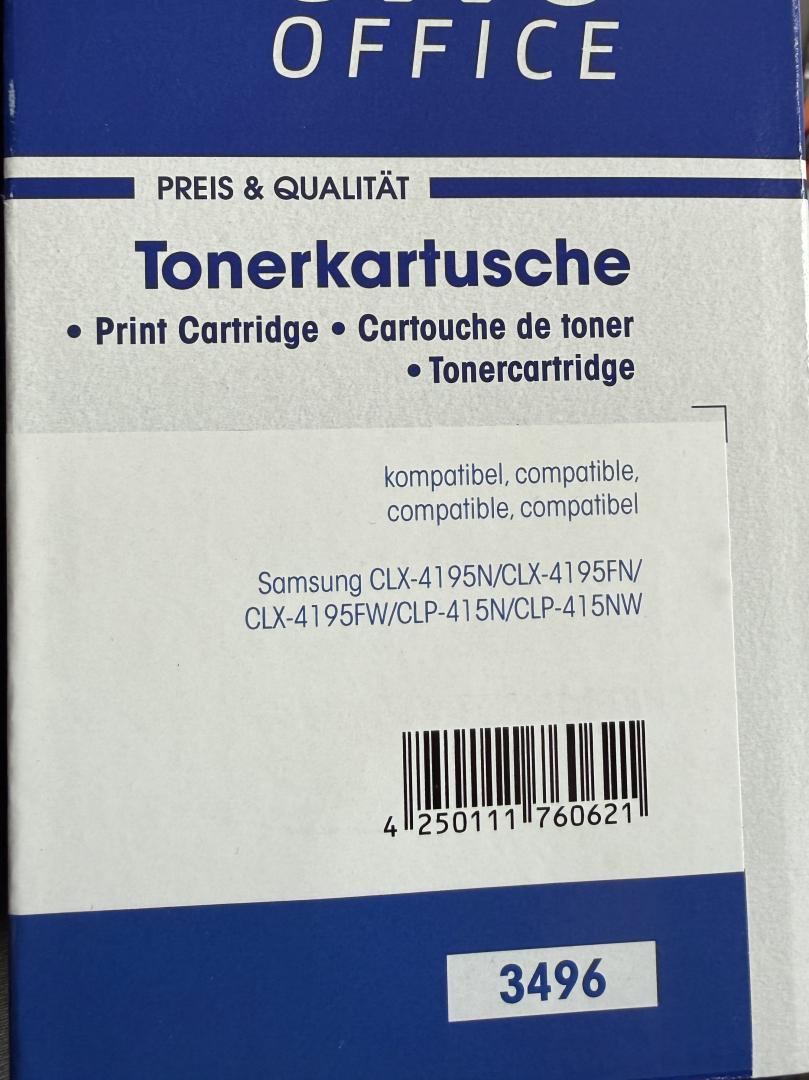 OFFICE
PREIS & QUALITÄT
Tonerkartusche
• Print Cartridge • Cartouche de toner
• Tonercartridge
kompatibel, compatible,
compatible, compatibel
Samsung CLX-4195N/CLX-4195FN/
CLX-4195FW/CLP-415N/CLP-415NW
4 250111 760621
3496